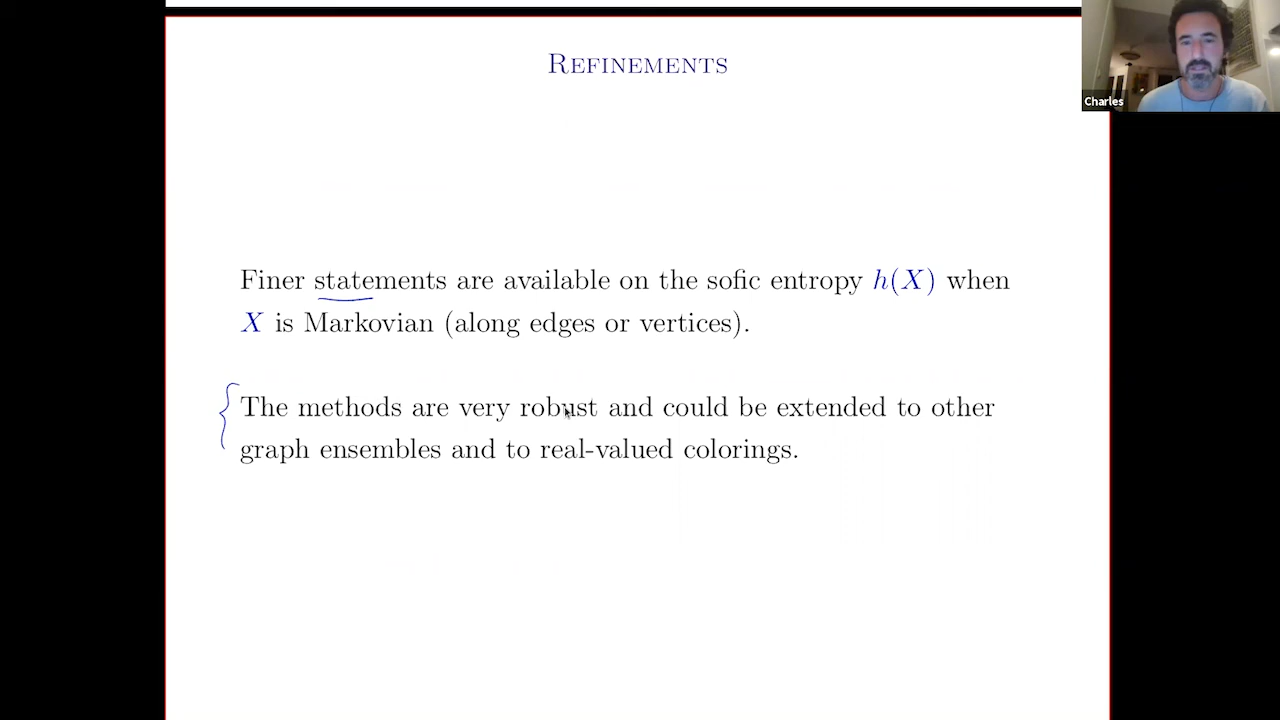 REFINEMENTS
Charles
Finer statements are available on the sofic entropy h(X) when
X is Markovian (along edges or vertices).
The methods are very robust and could be extended to other
graph ensembles and to real-valued colorings.